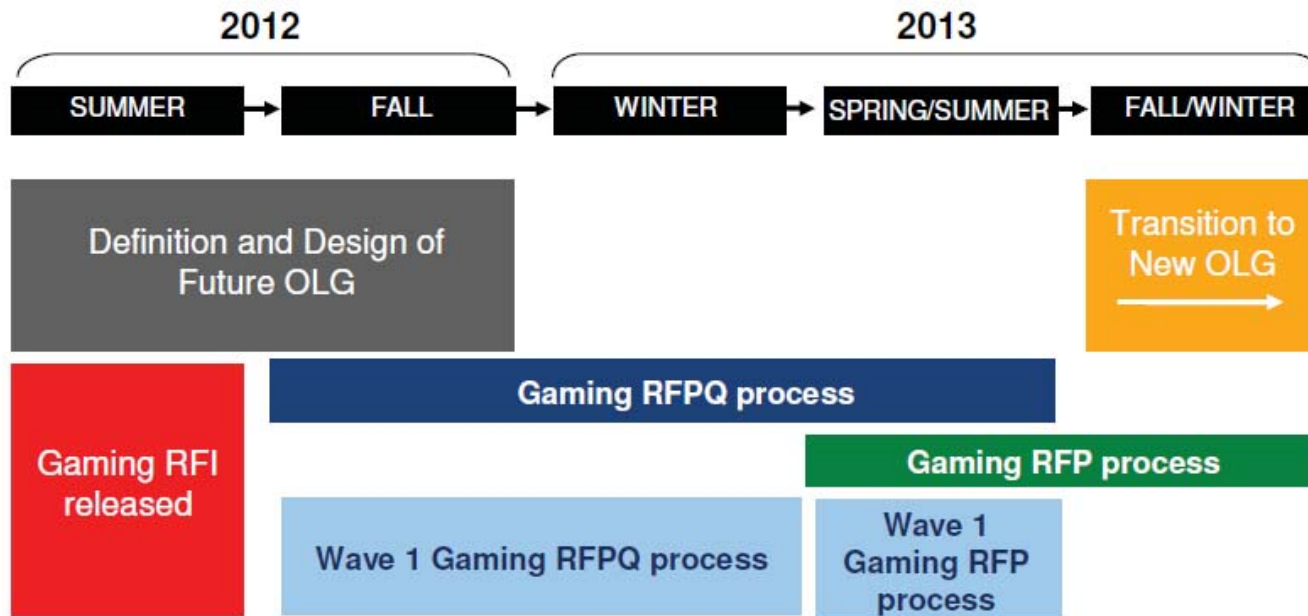 2012
2013
SUMMER
FALL
WINTER
SPRING/SUMMER
FALL/WINTER
Definition and Design of
Future OLG
Transition to
New OLG
Gaming RFI
released
Gaming RFPQ process
Gaming RFP process
Wave 1 Gaming RFPQ process
Wave 1
Gaming RFP
process